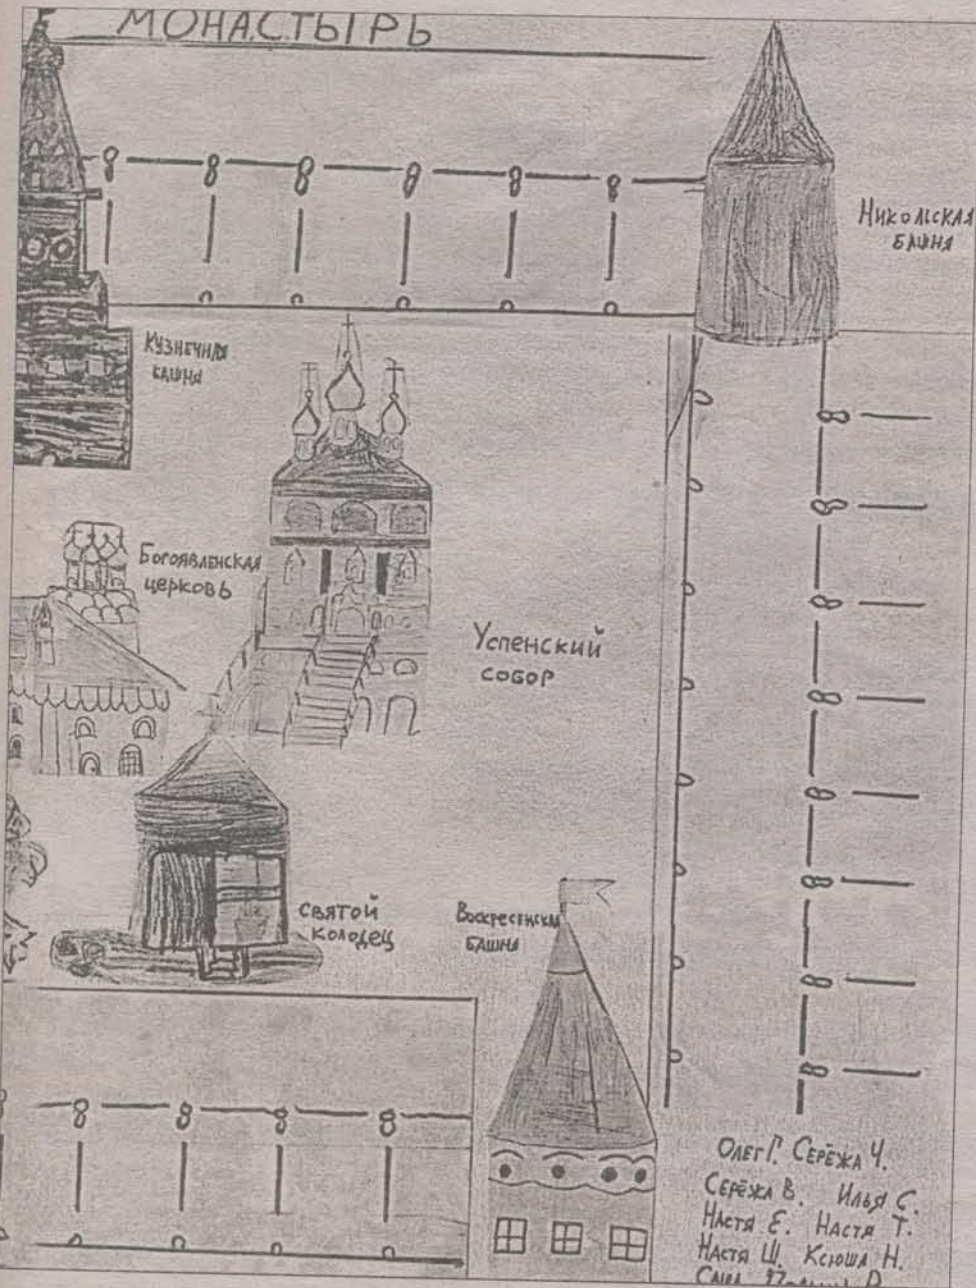 МОНАСТЫРЬ
НИКОЛЬСКАЯ
БАШНЯ
КУЗНЕЧНАЯ
БАШНЯ
БОГОЯВЛЕНСКАЯ
ЦЕРКОВЬ
УСПЕНСКИЙ
СОБОР
СВЯТОЙ
КОЛОДЕЦ
ВОСКРЕСЕНСКАЯ
БАШНЯ
ОЛЕГ Г. СЕРЁЖА Ч.
СЕРЁЖА В. ИЛЬЯ С.
НАСТЯ Е. НАСТЯ Т.
НАСТЯ Ш. КСЮША Н.
САША